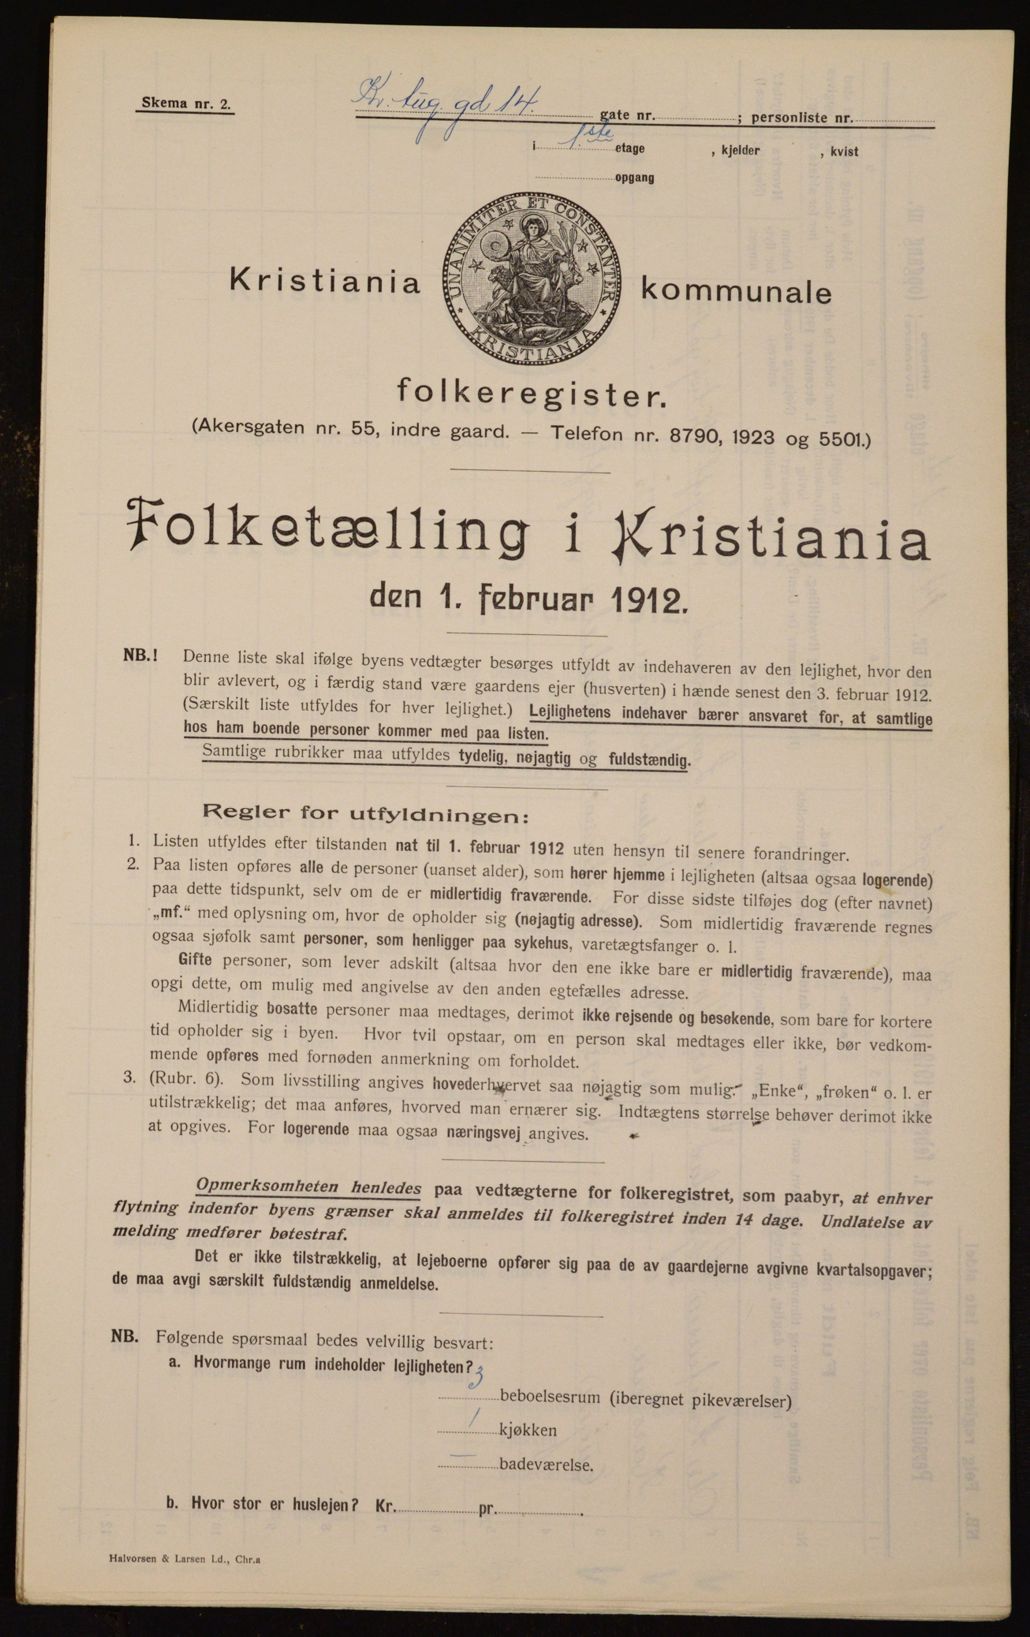 Skema nr. 2.
Kr. Aug. gd 14.
gate nr. ; personliste nr.
i 1ste etage , kjelder , kvist
opgang
UNANIMITER ET CONSTANTER
KRISTIANIA
Kristiania kommunale
folkeregister.
(Akersgaten nr. 55, indre gaard. — Telefon nr. 8790, 1923 og 5501.)
Folketælling i Kristiania
den 1. februar 1912.
NB.! Denne liste skal ifølge byens vedtægter besørges utfyldt av indehaveren av den lejlighet, hvor den
blir avlevert, og i færdig stand være gaardens ejer (husverten) i hænde senest den 3. februar 1912.
(Særskilt liste utfyldes for hver lejlighet.) Lejlighetens indehaver bærer ansvaret for, at samtlige
hos ham boende personer kommer med paa listen.
Samtlige rubrikker maa utfyldes tydelig, nøjagtig og fuldstændig.
Regler for utfyldningen:
1. Listen utfyldes efter tilstanden nat til 1. februar 1912 uten hensyn til senere forandringer.
2. Paa listen opføres alle de personer (uanset alder), som hører hjemme i lejligheten (altsaa ogsaa logerende)
paa dette tidspunkt, selv om de er midlertidig fraværende. For disse sidste tilføjes dog (efter navnet)
„mf.“ med oplysning om, hvor de opholder sig (nøjagtig adresse). Som midlertidig fraværende regnes
ogsaa sjøfolk samt personer, som henligger paa sykehus, varetægtsfanger o. l.
Gifte personer, som lever adskilt (altsaa hvor den ene ikke bare er midlertidig fraværende), maa
opgi dette, om mulig med angivelse av den anden egtefælles adresse.
Midlertidig bosatte personer maa medtages, derimot ikke rejsende og besøkende, som bare for kortere
tid opholder sig i byen. Hvor tvil opstaar, om en person skal medtages eller ikke, bør vedkom-
mende opføres med fornøden anmerkning om forholdet.
3. (Rubr. 6). Som livsstilling angives hovederhvervet saa nøjagtig som mulig: „Enke“, „frøken“ o. l. er
utilstrækkelig; det maa anføres, hvorved man ernærer sig. Indtægtens størrelse behøver derimot ikke
at opgives. For logerende maa ogsaa næringsvej angives.
Opmerksomheten henledes paa vedtægterne for folkeregistret, som paabyr, at enhver
flytning indenfor byens grænser skal anmeldes til folkeregistret inden 14 dage. Undlatelse av
melding medfører bøtestraf.
Det er ikke tilstrækkelig, at lejeboerne opfører sig paa de av gaardejerne avgivne kvartalsopgaver;
de maa avgi særskilt fuldstændig anmeldelse.
NB. Følgende spørsmaal bedes velvillig besvart:
a. Hvormange rum indeholder lejligheten?
3 beboelsesrum (iberegnet pikeværelser)
1 kjøkken
— badeværelse.
b. Hvor stor er huslejen? Kr. pr. .
Halvorsen & Larsen Ld., Chr.a